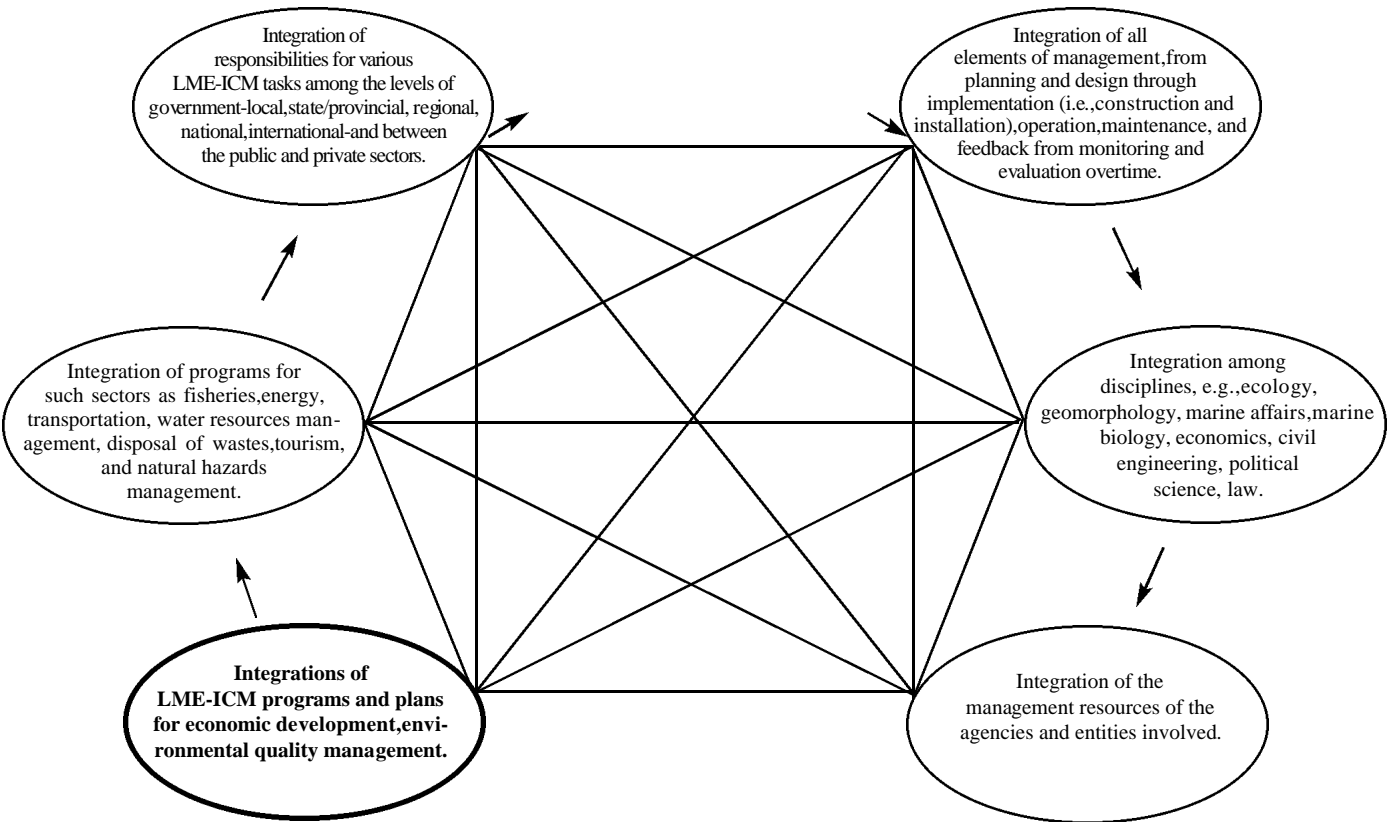 Integration of
responsibilities for various
LME-ICM tasks among the levels of
government-local,state/provincial, regional,
national,international-and between
the public and private sectors.
Integration of all
elements of management,from
planning and design through
implementation (i.e.,construction and
installation),operation,maintenance, and
feedback from monitoring and
evaluation overtime.
Integration of programs for
such sectors as fisheries,energy,
transportation, water resources man-
agement, disposal of wastes,tourism,
and natural hazards
management.
Integration among
disciplines, e.g.,ecology,
geomorphology, marine affairs,marine
biology, economics, civil
engineering, political
science, law.
Integrations of
LME-ICM programs and plans
for economic development,envi-
ronmental quality management.
Integration of the
management resources of the
agencies and entities involved.